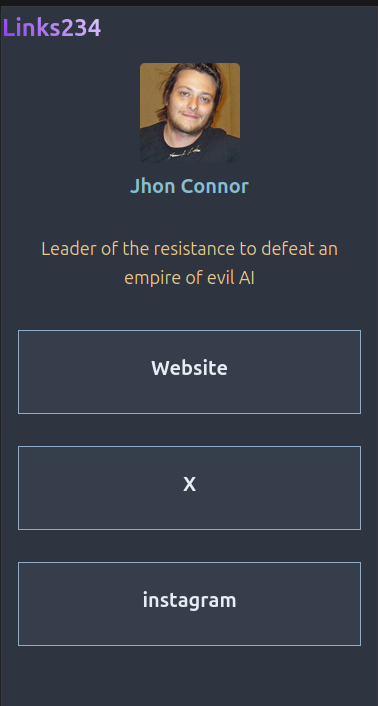 Links234
Jhon Connor
Leader of the resistance to defeat an
empire of evil AI
Website
X
instagram